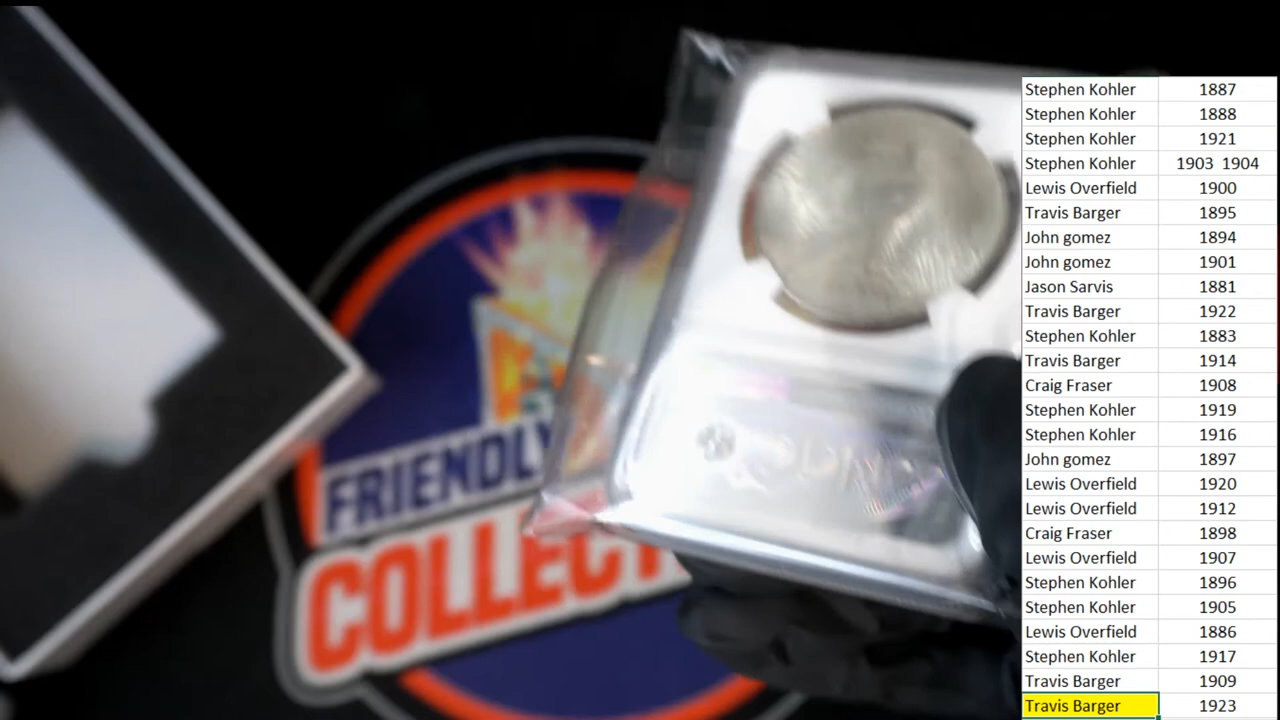 FRIENDLY
COLLECT
Stephen Kohler 1887
Stephen Kohler 1888
Stephen Kohler 1921
Stephen Kohler 1903 1904
Lewis Overfield 1900
Travis Barger 1895
John gomez 1894
John gomez 1901
Jason Sarvis 1881
Travis Barger 1922
Stephen Kohler 1883
Travis Barger 1914
Craig Fraser 1908
Stephen Kohler 1919
Stephen Kohler 1916
John gomez 1897
Lewis Overfield 1920
Lewis Overfield 1912
Craig Fraser 1898
Lewis Overfield 1907
Stephen Kohler 1896
Stephen Kohler 1905
Lewis Overfield 1886
Stephen Kohler 1917
Travis Barger 1909
Travis Barger 1923